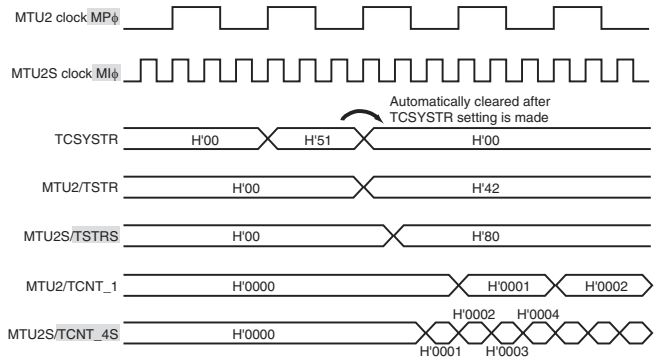 MTU2 clock MPϕ
MTU2S clock MIϕ
Automatically cleared after
TCSYSTR setting is made
TCSYSTR H'00 H'51 H'00
MTU2/TSTR H'00 H'42
MTU2S/TSTRS H'00 H'80
MTU2/TCNT_1 H'0000 H'0001 H'0002
H'0002 H'0004
MTU2S/TCNT_4S H'0000
H'0001 H'0003